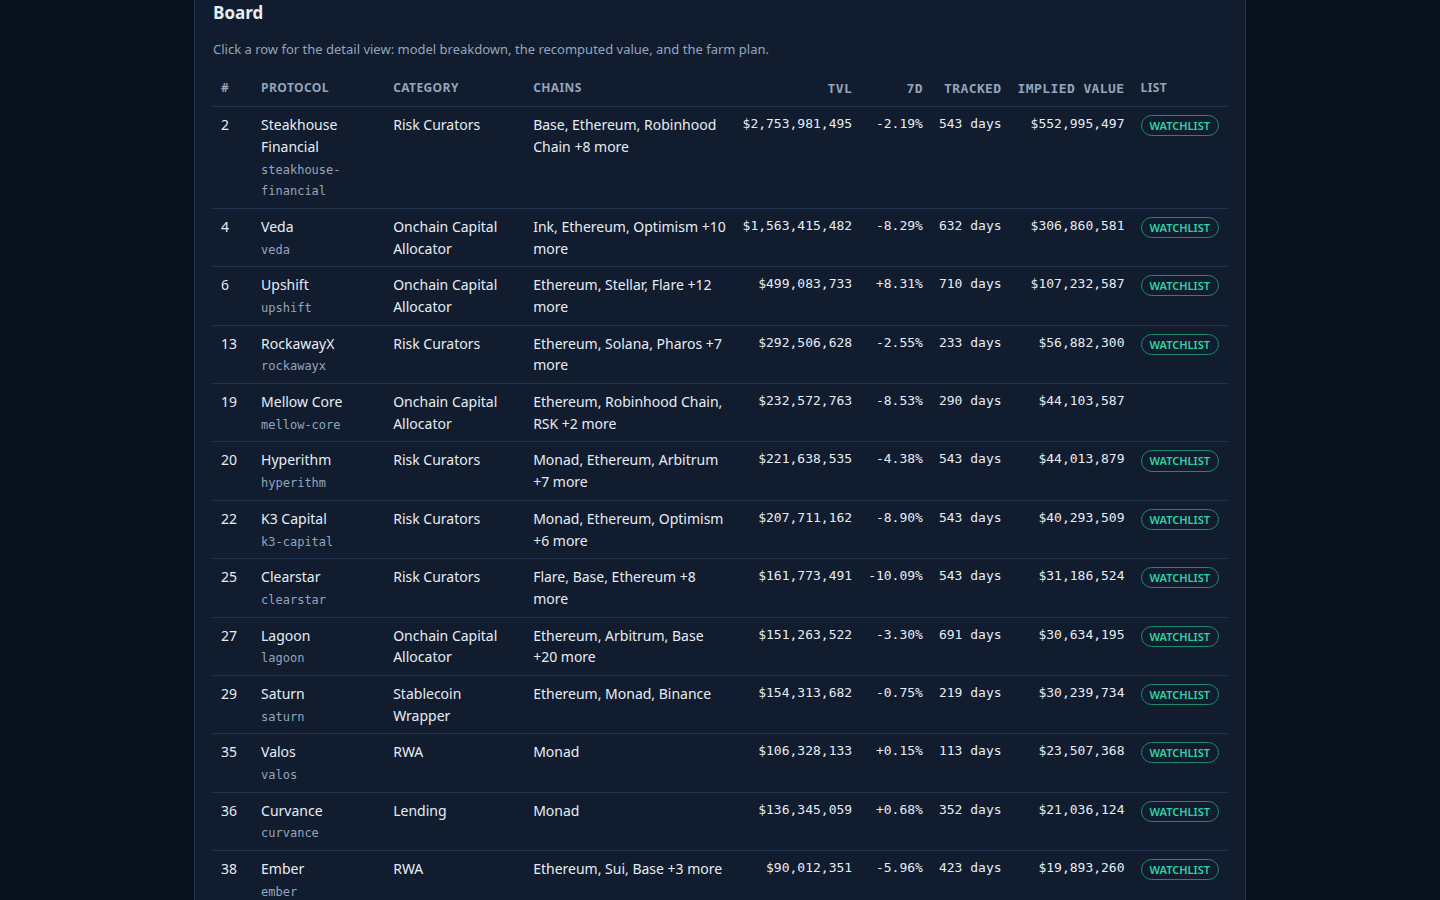 Board
Click a row for the detail view: model breakdown, the recomputed value, and the farm plan.
# PROTOCOL CATEGORY CHAINS TVL 7D TRACKED IMPLIED VALUE LIST
2 Steakhouse Risk Curators Base, Ethereum, Robinhood $2,753,981,495 -2.19% 543 days $552,995,497 WATCHLIST
Financial Chain +8 more
steakhouse-
financial
4 Veda Onchain Capital Ink, Ethereum, Optimism +10 $1,563,415,482 -8.29% 632 days $306,860,581 WATCHLIST
veda Allocator more
6 Upshift Onchain Capital Ethereum, Stellar, Flare +12 $499,083,733 +8.31% 710 days $107,232,587 WATCHLIST
upshift Allocator more
13 RockawayX Risk Curators Ethereum, Solana, Pharos +7 $292,506,628 -2.55% 233 days $56,882,300 WATCHLIST
rockawayx more
19 Mellow Core Onchain Capital Ethereum, Robinhood Chain, $232,572,763 -8.53% 290 days $44,103,587
mellow-core Allocator RSK +2 more
20 Hyperithm Risk Curators Monad, Ethereum, Arbitrum $221,638,535 -4.38% 543 days $44,013,879 WATCHLIST
hyperithm +7 more
22 K3 Capital Risk Curators Monad, Ethereum, Optimism $207,711,162 -8.90% 543 days $40,293,509 WATCHLIST
k3-capital +6 more
25 Clearstar Risk Curators Flare, Base, Ethereum +8 $161,773,491 -10.09% 543 days $31,186,524 WATCHLIST
clearstar more
27 Lagoon Onchain Capital Ethereum, Arbitrum, Base $151,263,522 -3.30% 691 days $30,634,195 WATCHLIST
lagoon Allocator +20 more
29 Saturn Stablecoin Ethereum, Monad, Binance $154,313,682 -0.75% 219 days $30,239,734 WATCHLIST
saturn Wrapper
35 Valos RWA Monad $106,328,133 +0.15% 113 days $23,507,368 WATCHLIST
valos
36 Curvance Lending Monad $136,345,059 +0.68% 352 days $21,036,124 WATCHLIST
curvance
38 Ember RWA Ethereum, Sui, Base +3 more $90,012,351 -5.96% 423 days $19,893,260 WATCHLIST
ember